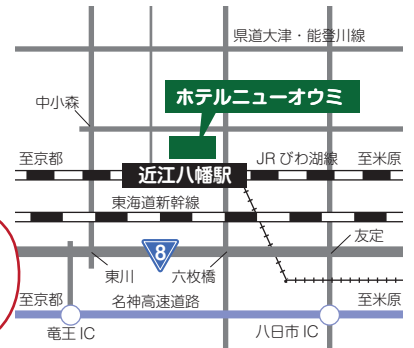 県道大津・能登川線
ホテルニューオウミ
中小森
至京都
JRびわ湖線
至米原
近江八幡駅
東海道新幹線
8
友定
東川
六枚橋
至京都
名神高速道路
至米原
竜王 IC
八日市 IC